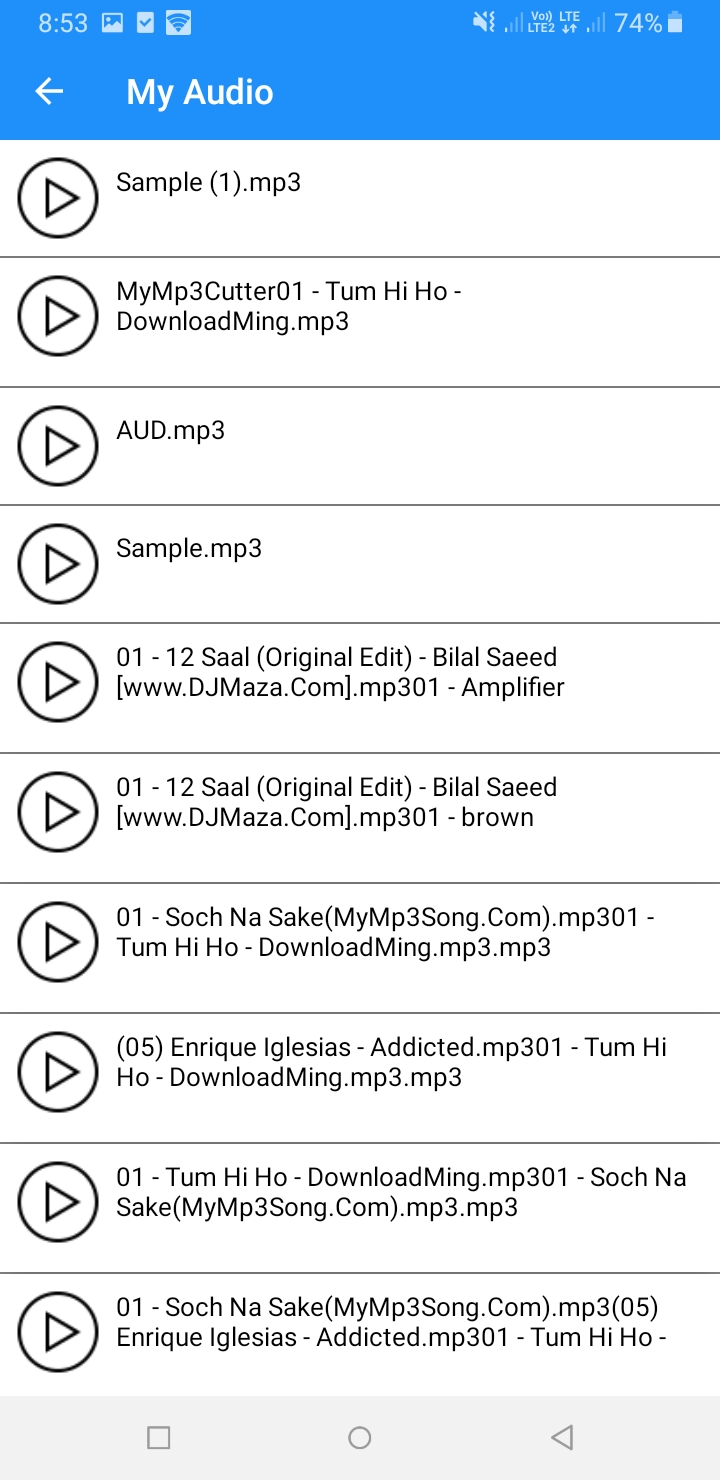 8:53
Vo)) LTE
LTE2
74%
My Audio
Sample (1).mp3
MyMp3Cutter01 - Tum Hi Ho -
DownloadMing.mp3
AUD.mp3
Sample.mp3
01 - 12 Saal (Original Edit) - Bilal Saeed
[www.DJMaza.Com].mp301 - Amplifier
01 - 12 Saal (Original Edit) - Bilal Saeed
[www.DJMaza.Com].mp301 - brown
01 - Soch Na Sake(MyMp3Song.Com).mp301 -
Tum Hi Ho - DownloadMing.mp3.mp3
(05) Enrique Iglesias - Addicted.mp301 - Tum Hi
Ho - DownloadMing.mp3.mp3
01 - Tum Hi Ho - DownloadMing.mp301 - Soch Na
Sake(MyMp3Song.Com).mp3.mp3
01 - Soch Na Sake(MyMp3Song.Com).mp3(05)
Enrique Iglesias - Addicted.mp301 - Tum Hi Ho -